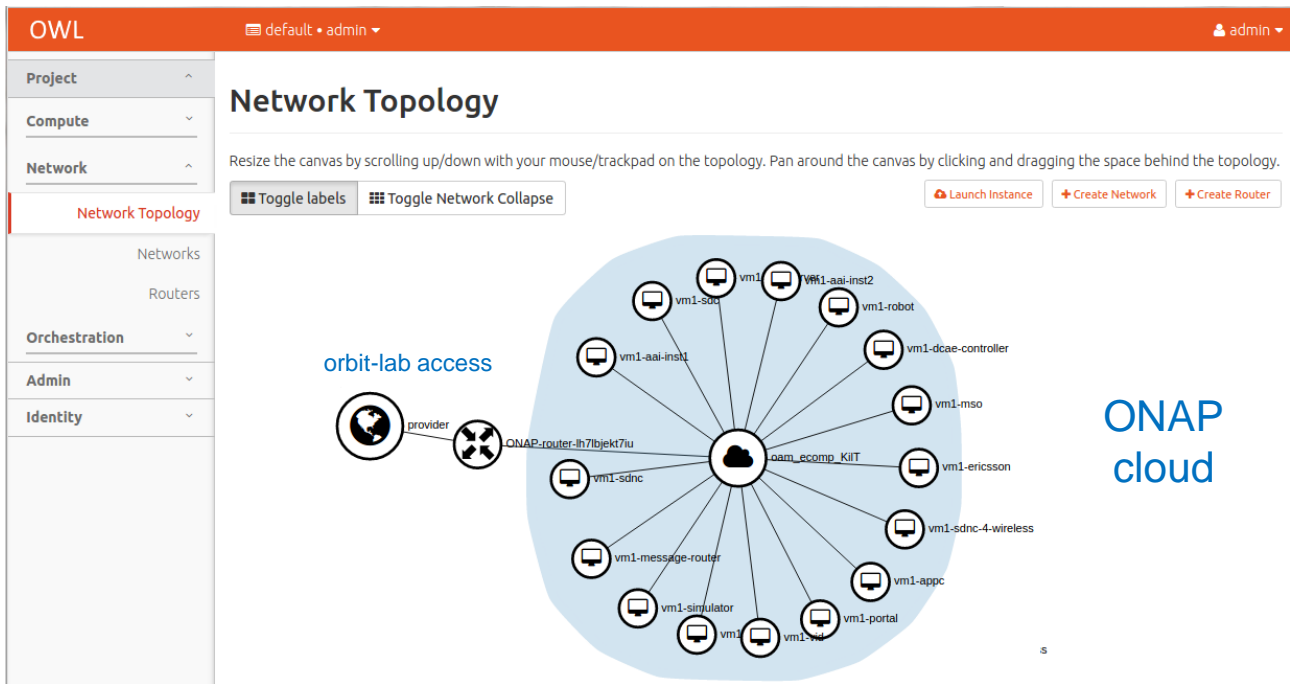 OWL
default • admin
admin
Project
Compute
Network
Network Topology
Networks
Routers
Orchestration
Admin
Identity
Network Topology
Resize the canvas by scrolling up/down with your mouse/trackpad on the topology. Pan around the canvas by clicking and dragging the space behind the topology.
Toggle labels
Toggle Network Collapse
Launch Instance
+Create Network
+Create Router
vm1-aai-inst2
vm1-sdc
vm1-robot
vm1-dcae-controller
vm1-aai-inst1
orbit-lab access
vm1-mso
ONAP
cloud
provider
ONAP-router-lh7lbjekt7iu
oam_ecomp_KiIT
vm1-ericsson
vm1-sdnc
vm1-sdnc-4-wireless
vm1-message-router
vm1-appc
vm1-simulator
vm1-portal
vm1-vid